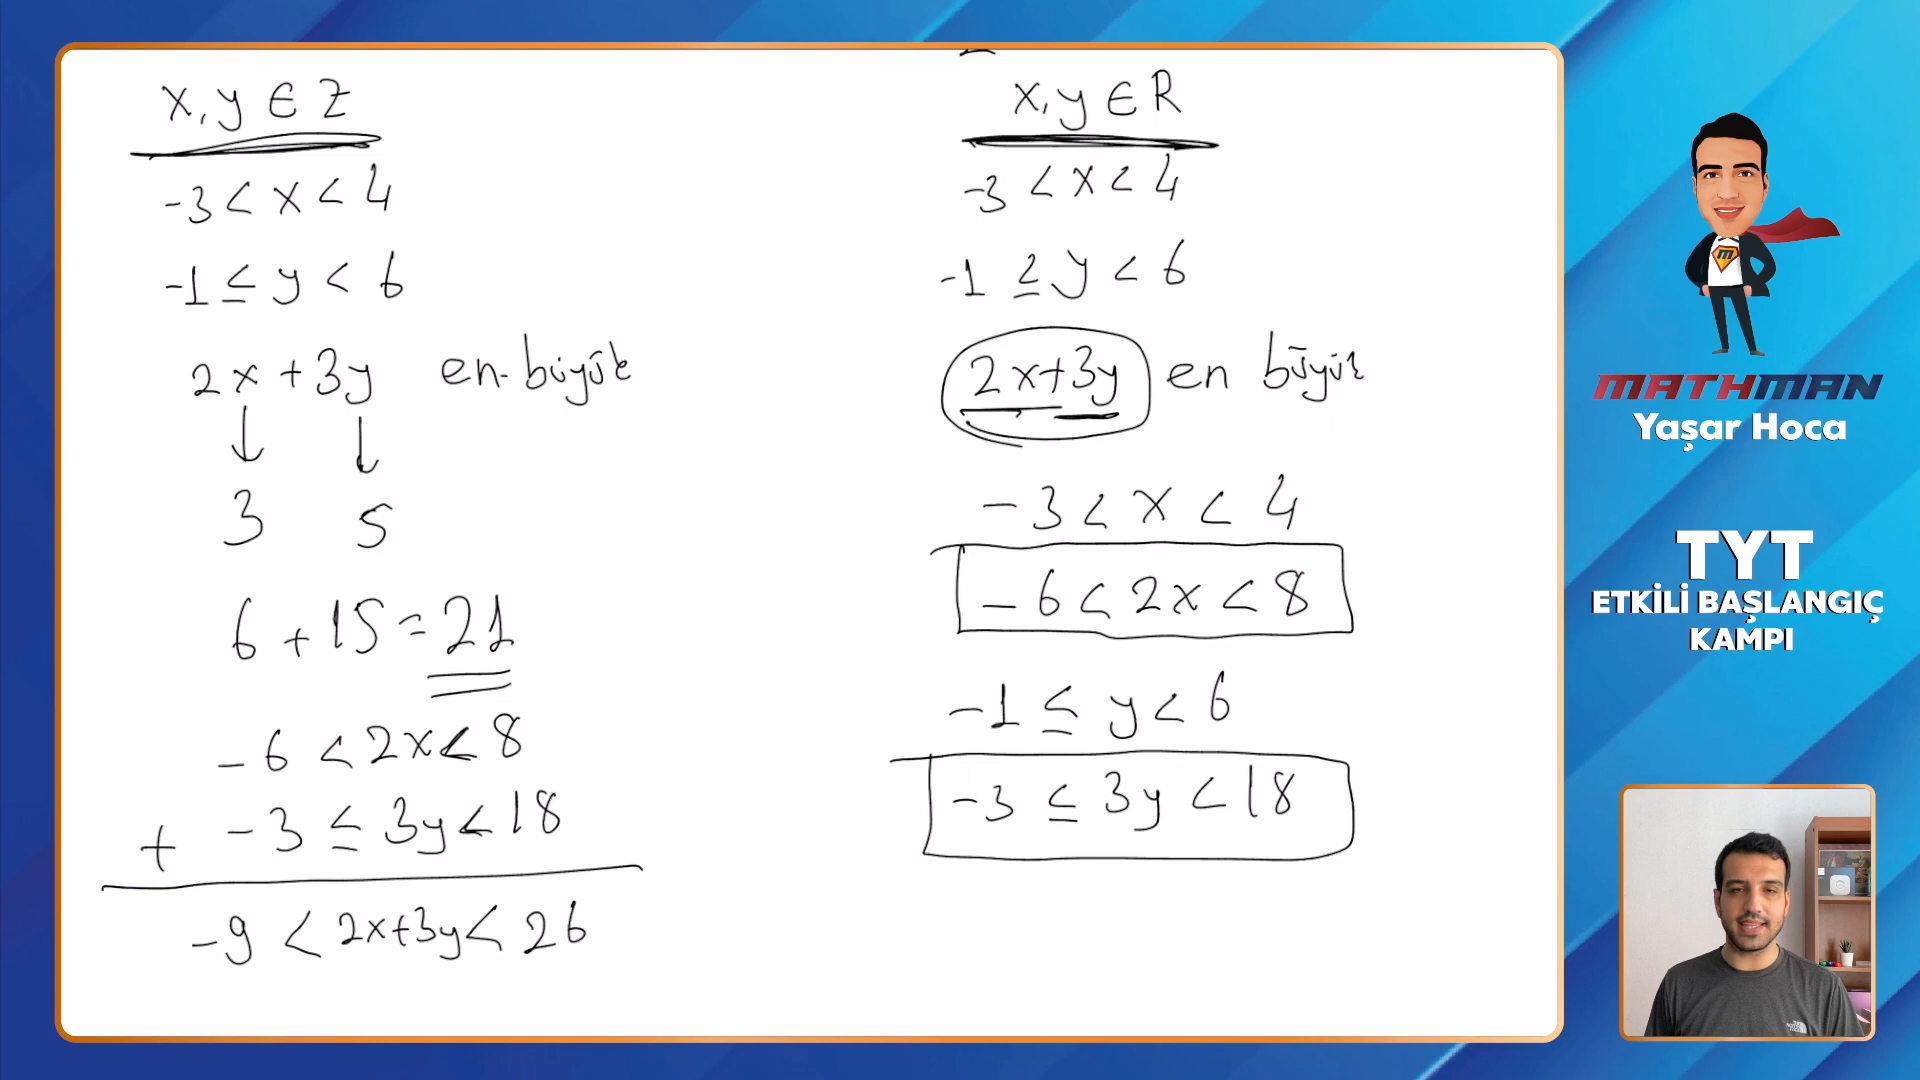 x, y ∈ Z
-3 < x < 4
-1 ≤ y < 6
2x + 3y en büyük
3 5
6 + 15 = 21
-6 < 2x < 8
+ -3 ≤ 3y < 18
-9 < 2x+3y < 26
x, y ∈ R
-3 < x < 4
-1 ≤ y < 6
2x+3y en büyük
-3 < x < 4
-6 < 2x < 8
-1 ≤ y < 6
-3 ≤ 3y < 18
m
MATHMAN
Yaşar Hoca
TYT
ETKİLİ BAŞLANGIÇ
KAMPI